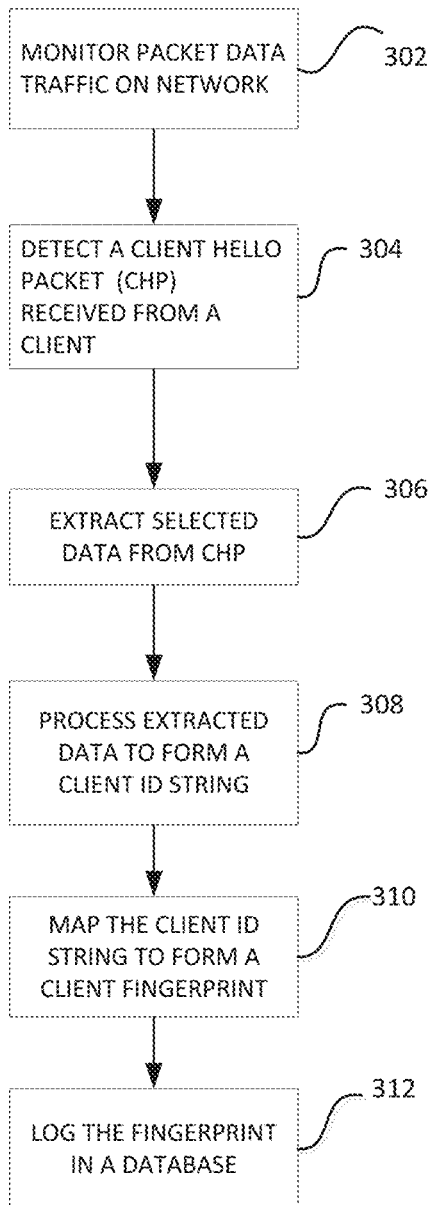 MONITOR PACKET DATA
TRAFFIC ON NETWORK
302
DETECT A CLIENT HELLO
PACKET (CHP)
RECEIVED FROM A
CLIENT
304
EXTRACT SELECTED
DATA FROM CHP
306
PROCESS EXTRACTED
DATA TO FORM A
CLIENT ID STRING
308
MAP THE CLIENT ID
STRING TO FORM A
CLIENT FINGERPRINT
310
LOG THE FINGERPRINT
IN A DATABASE
312